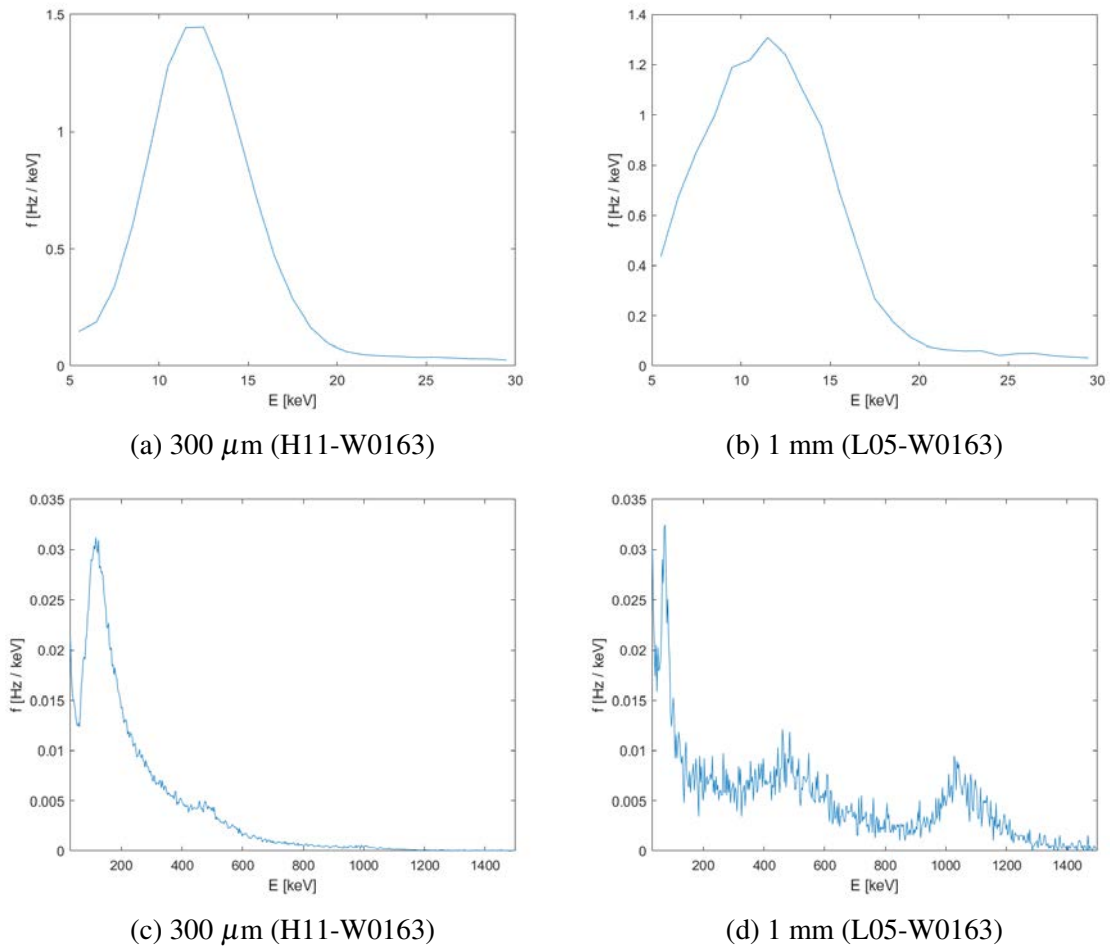 1.5
1
0.5
0
f [Hz / keV]
5 10 15 20 25 30
E [keV]
(a) 300 μm (H11-W0163)
1.4
1.2
1
0.8
0.6
0.4
0.2
0
f [Hz / keV]
5 10 15 20 25 30
E [keV]
(b) 1 mm (L05-W0163)
0.035
0.03
0.025
0.02
0.015
0.01
0.005
0
f [Hz / keV]
200 400 600 800 1000 1200 1400
E [keV]
(c) 300 μm (H11-W0163)
0.035
0.03
0.025
0.02
0.015
0.01
0.005
0
f [Hz / keV]
200 400 600 800 1000 1200 1400
E [keV]
(d) 1 mm (L05-W0163)